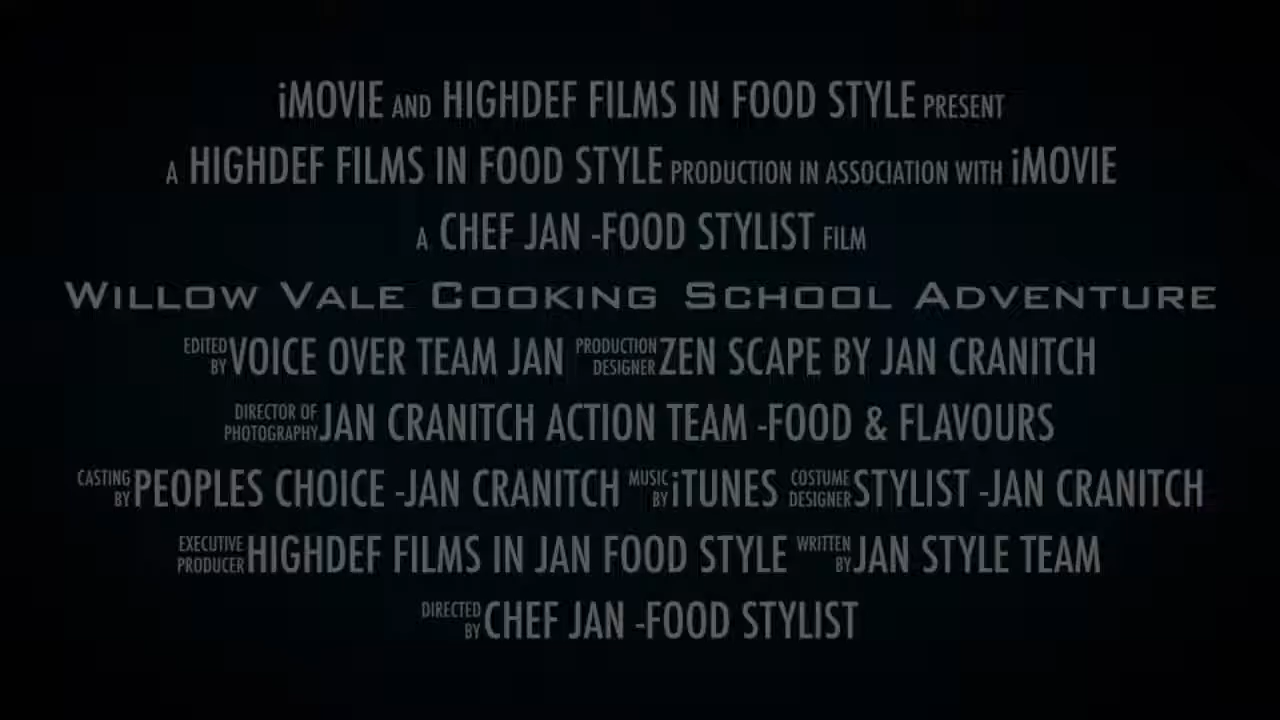 iMOVIE AND HIGHDEF FILMS IN FOOD STYLE PRESENT
A HIGHDEF FILMS IN FOOD STYLE PRODUCTION IN ASSOCIATION WITH iMOVIE
A CHEF JAN -FOOD STYLIST FILM
WILLOW VALE COOKING SCHOOL ADVENTURE
EDITED BY VOICE OVER TEAM JAN PRODUCTION DESIGNER ZEN SCAPE BY JAN CRANITCH
DIRECTOR OF PHOTOGRAPHY JAN CRANITCH ACTION TEAM -FOOD & FLAVOURS
CASTING BY PEOPLES CHOICE -JAN CRANITCH MUSIC BY iTUNES COSTUME DESIGNER STYLIST -JAN CRANITCH
EXECUTIVE PRODUCER HIGHDEF FILMS IN JAN FOOD STYLE WRITTEN BY JAN STYLE TEAM
DIRECTED BY CHEF JAN -FOOD STYLIST